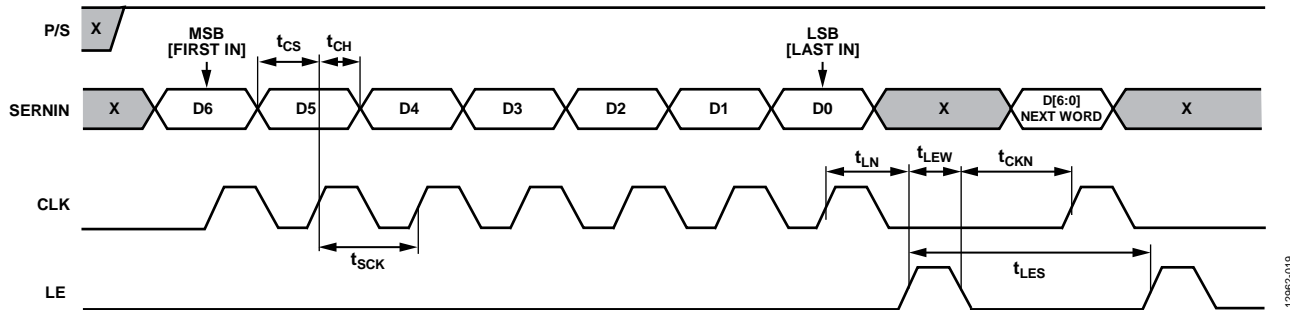 P/S
X
MSB
[FIRST IN]
tCS
tCH
LSB
[LAST IN]
SERNIN
X
D6
D5
D4
D3
D2
D1
D0
X
D[6:0]
NEXT WORD
X
tLN
tLEW
tCKN
CLK
tSCK
tLES
LE
12962-019